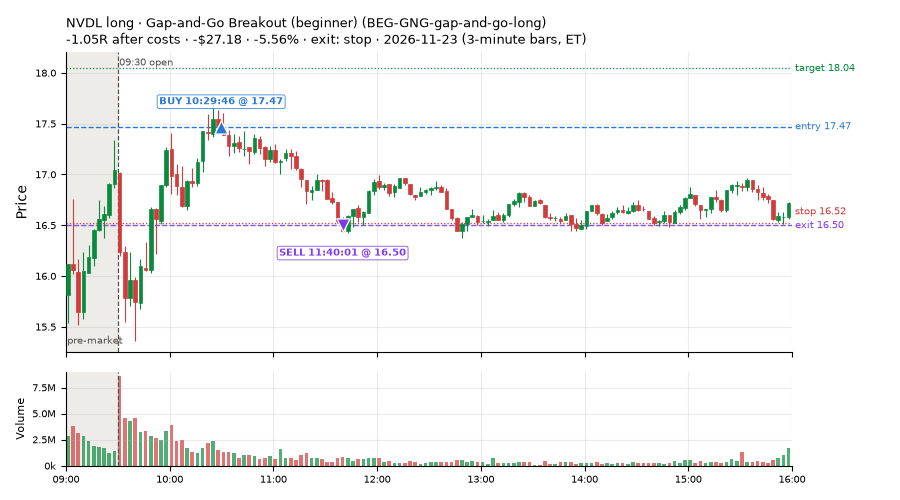 NVDL long · Gap-and-Go Breakout (beginner) (BEG-GNG-gap-and-go-long)
-1.05R after costs · -$27.18 · -5.56% · exit: stop · 2026-11-23 (3-minute bars, ET)
09:30 open
target 18.04
18.0
BUY 10:29:46 @ 17.47
17.5
entry 17.47
17.0
Price
stop 16.52
16.5
exit 16.50
SELL 11:40:01 @ 16.50
16.0
15.5
pre-market
Volume
7.5M
5.0M
2.5M
0k
09:00 10:00 11:00 12:00 13:00 14:00 15:00 16:00